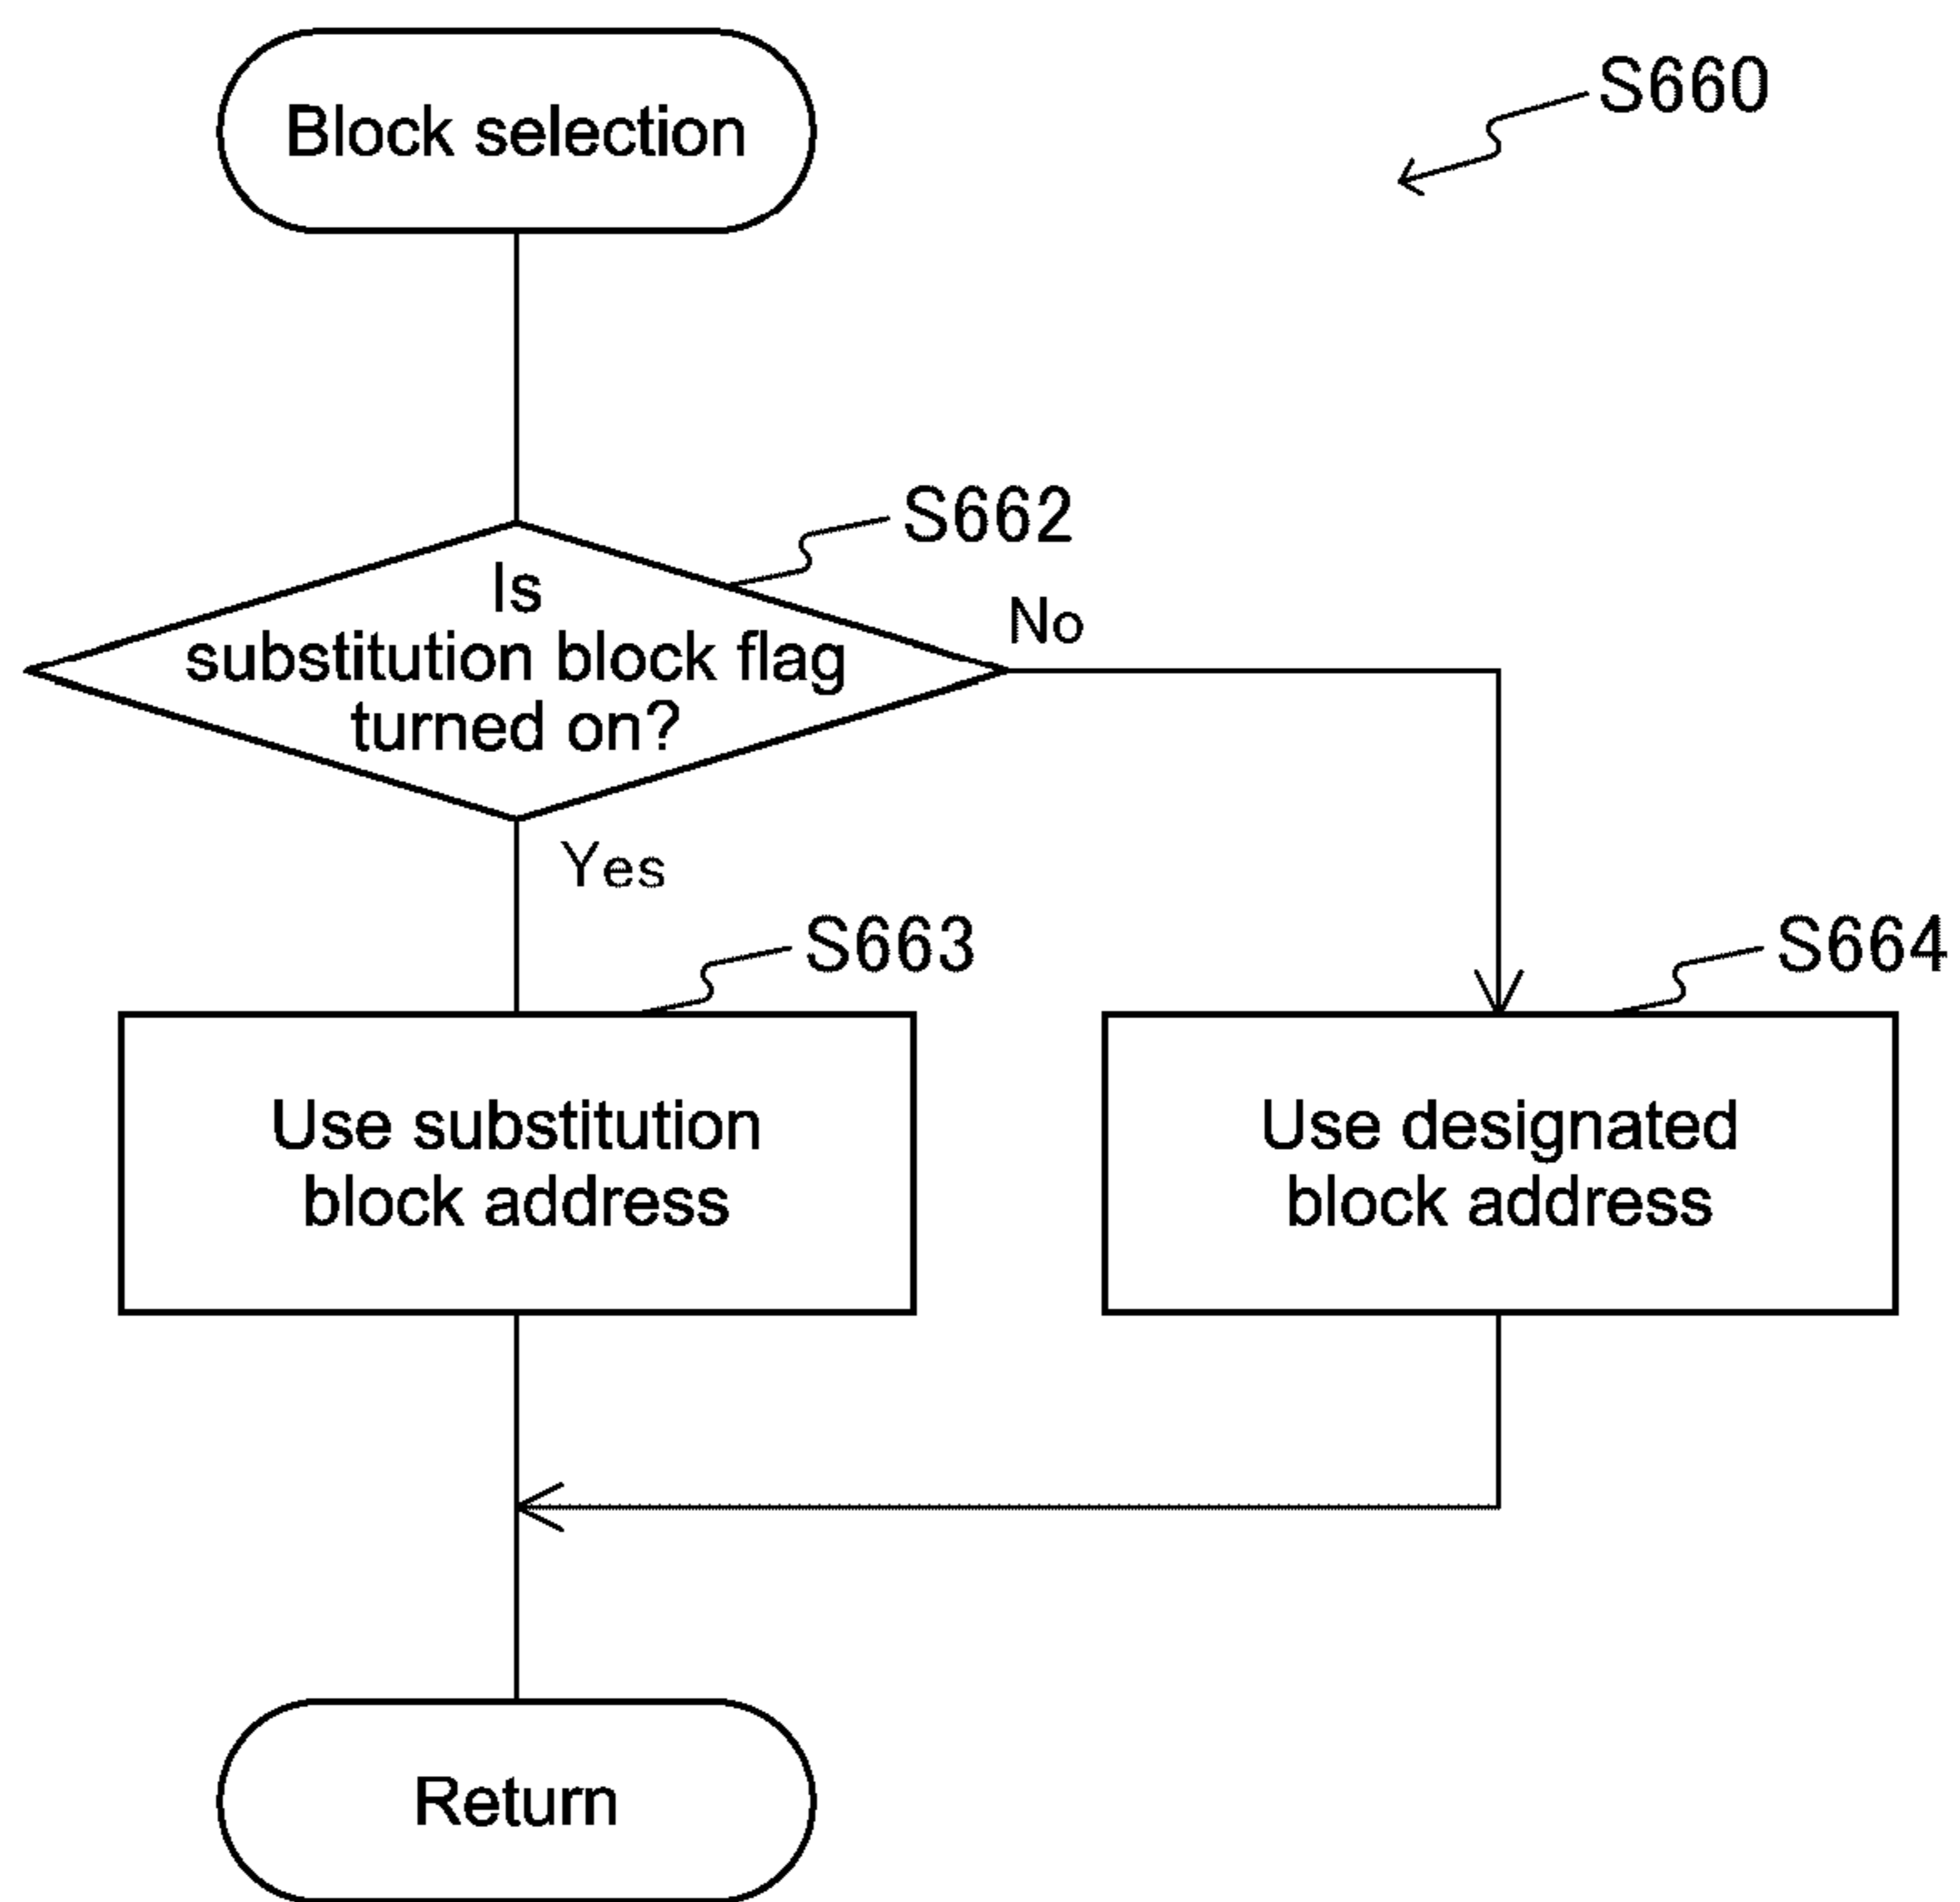 Block selection
S660
S662
Is
substitution block flag
turned on?
No
Yes
S663
S664
Use substitution
block address
Use designated
block address
Return